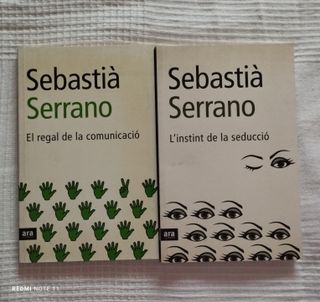 Sebastià
Serrano
El regal de la comunicació
ara
Sebastià
Serrano
L'instint de la seducció
ara
REDMI NOTE 11